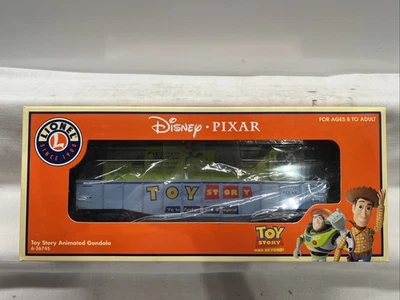 LIONEL
L
SINCE 1900
Disney · PIXAR
FOR AGES 8 TO ADULT
TOY STORY
Toy Story Animated Gondola
6-36745
TOY
STORY
AND BEYOND!